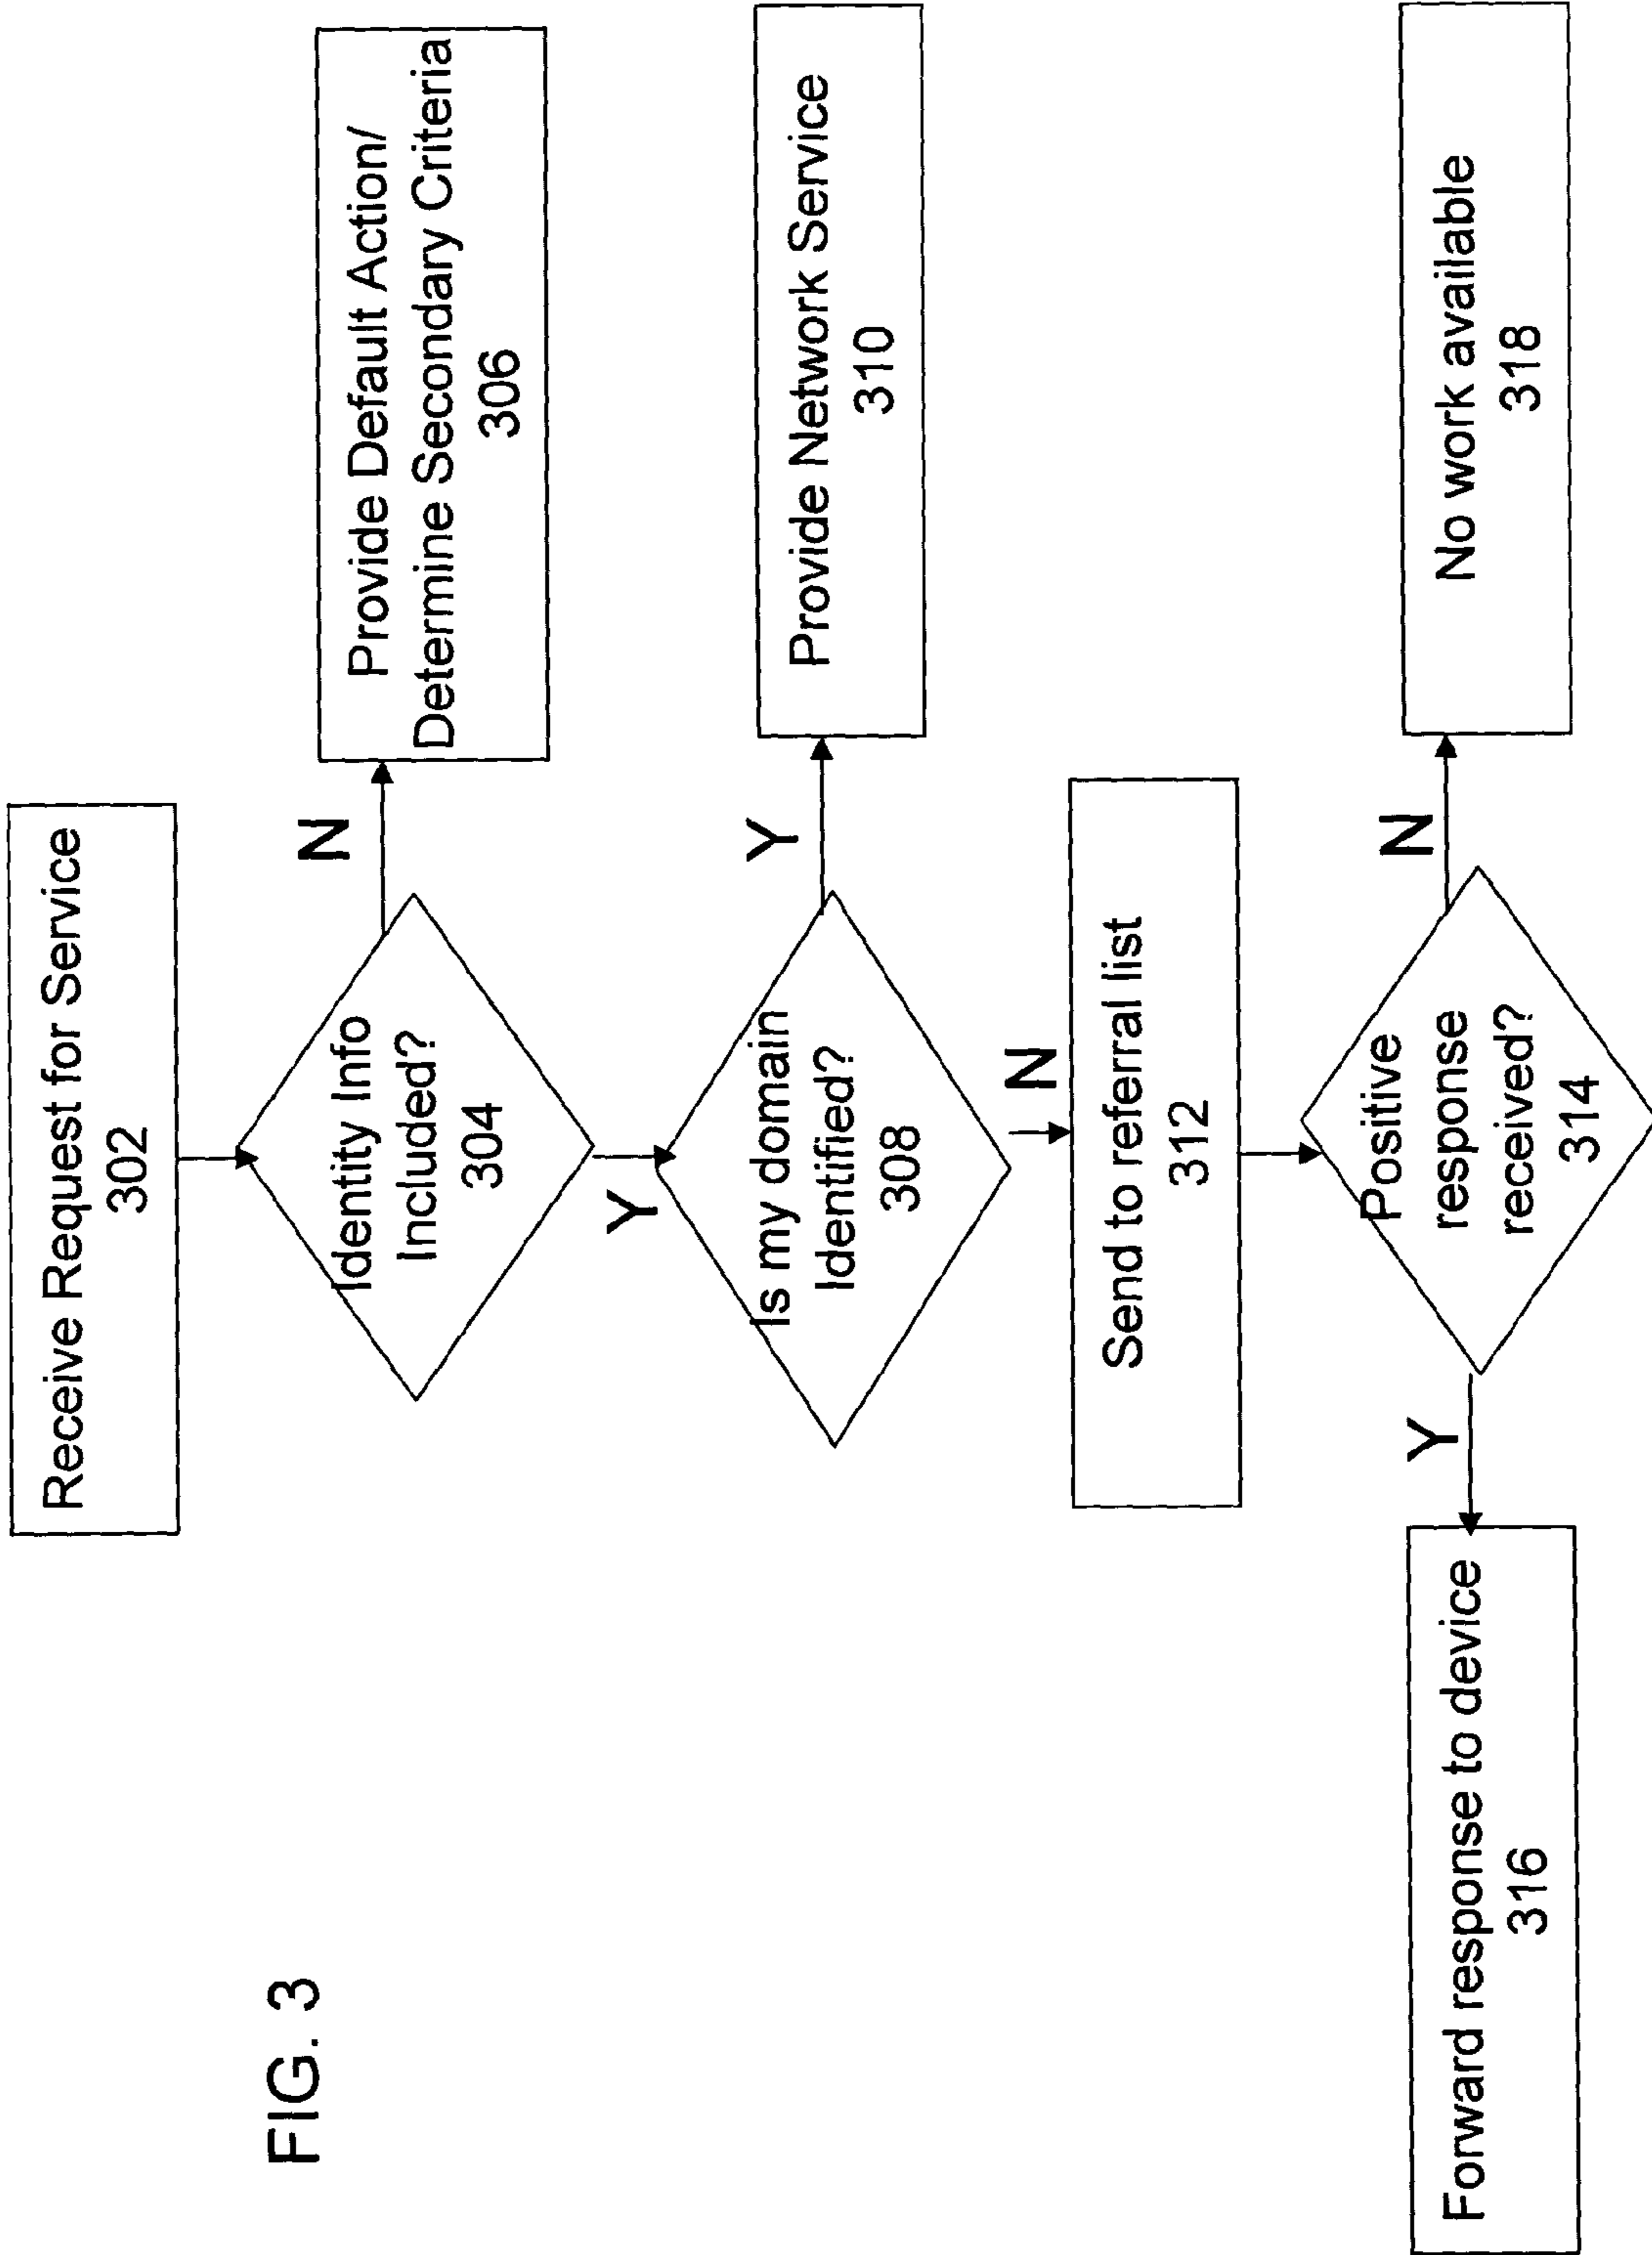 FIG. 3
Receive Request for Service
302
Identity Info
Included?
304
N
Provide Default Action/
Determine Secondary Criteria
306
Y
Is my domain
Identified?
308
Y
Provide Network Service
310
N
Send to referral list
312
Positive
response
received?
314
Y
Forward response to device
316
N
No work available
318